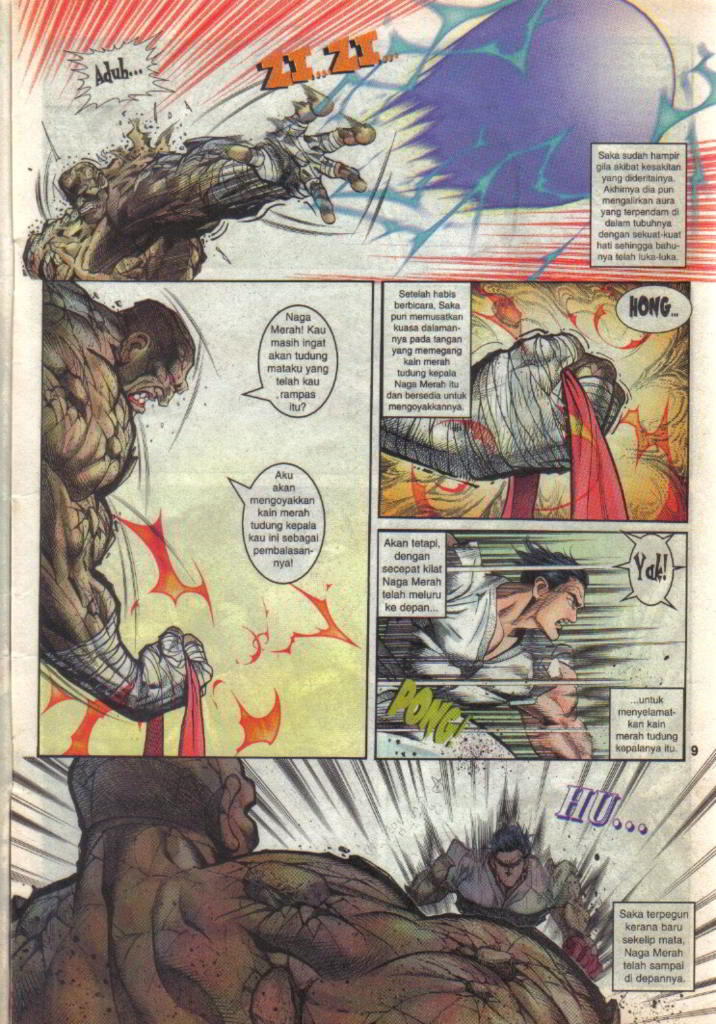 Aduh...
ZI..ZI...
Saka sudah hampir
gila akibat kesakitan
yang dideritainya.
Akhirnya dia pun
mengalirkan aura
yang terpendam di
dalam tubuhnya
dengan sekuat-kuat
hati sehingga bahu-
nya telah luka-luka.
Naga
Merah! Kau
masih ingat
akan tudung
mataku yang
telah kau
rampas
itu?
Aku
akan
mengoyakkan
kain merah
tudung kepala
kau ini sebagai
pembalasan-
nya!
Setelah habis
berbicara, Saka
pun memusatkan
kuasa dalaman-
nya pada tangan
yang memegang
kain merah
tudung kepala
Naga Merah itu
dan bersedia untuk
mengoyakkannya.
HONG...
Akan tetapi,
dengan
secepat kilat
Naga Merah
telah meluru
ke depan...
Yak!
PONG!
...untuk
menyelamat-
kan kain
merah tudung
kepalanya itu.
9
HU...
Saka terpegun
kerana baru
sekelip mata,
Naga Merah
telah sampai
di depannya.